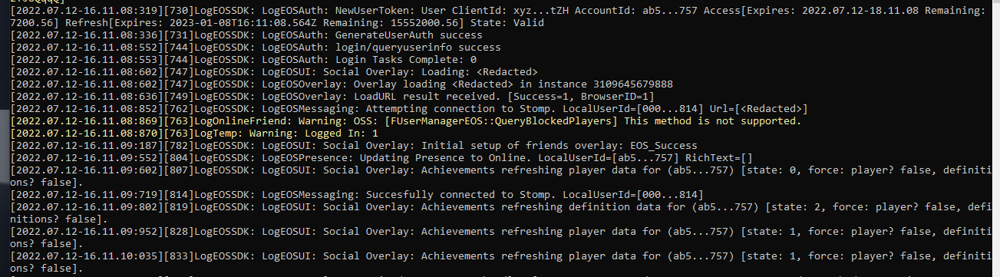 [2022.07.12-16.11.08:319][730]LogEOSSDK: LogEOSAuth: NewUserToken: User ClientId: xyz...tZH AccountId: ab5...757 Access[Expires: 2022.07.12-18.11.08 Remaining:
7200.56] Refresh[Expires: 2023-01-08T16:11:08.564Z Remaining: 15552000.56] State: Valid
[2022.07.12-16.11.08:336][731]LogEOSSDK: LogEOSAuth: GenerateUserAuth success
[2022.07.12-16.11.08:552][744]LogEOSSDK: LogEOSAuth: login/queryuserinfo success
[2022.07.12-16.11.08:553][744]LogEOSSDK: LogEOSAuth: Login Tasks Complete: 0
[2022.07.12-16.11.08:602][747]LogEOSSDK: LogEOSUI: Social Overlay: Loading: <Redacted>
[2022.07.12-16.11.08:602][747]LogEOSSDK: LogEOSOverlay: Overlay loading <Redacted> in instance 3109645679888
[2022.07.12-16.11.08:636][749]LogEOSSDK: LogEOSOverlay: LoadURL result received. [Success=1, BrowserID=1]
[2022.07.12-16.11.08:852][762]LogEOSSDK: LogEOSMessaging: Attempting connection to Stomp. LocalUserId=[000...814] Url=[<Redacted>]
[2022.07.12-16.11.08:869][763]LogOnlineFriend: Warning: OSS: [FUserManagerEOS::QueryBlockedPlayers] This method is not supported.
[2022.07.12-16.11.08:870][763]LogTemp: Warning: Logged In: 1
[2022.07.12-16.11.09:187][782]LogEOSSDK: LogEOSUI: Social Overlay: Initial setup of friends overlay: EOS_Success
[2022.07.12-16.11.09:552][804]LogEOSSDK: LogEOSPresence: Updating Presence to Online. LocalUserId=[ab5...757] RichText=[]
[2022.07.12-16.11.09:602][807]LogEOSSDK: LogEOSUI: Social Overlay: Achievements refreshing player data for (ab5...757) [state: 0, force: player? false, definiti
ons? false].
[2022.07.12-16.11.09:719][814]LogEOSSDK: LogEOSMessaging: Succesfully connected to Stomp. LocalUserId=[000...814]
[2022.07.12-16.11.09:802][819]LogEOSSDK: LogEOSUI: Social Overlay: Achievements refreshing definition data for (ab5...757) [state: 2, force: player? false, defi
nitions? false].
[2022.07.12-16.11.09:952][828]LogEOSSDK: LogEOSUI: Social Overlay: Achievements refreshing player data for (ab5...757) [state: 1, force: player? false, definiti
ons? false].
[2022.07.12-16.11.10:035][833]LogEOSSDK: LogEOSUI: Social Overlay: Achievements refreshing player data for (ab5...757) [state: 1, force: player? false, definiti
ons? false].